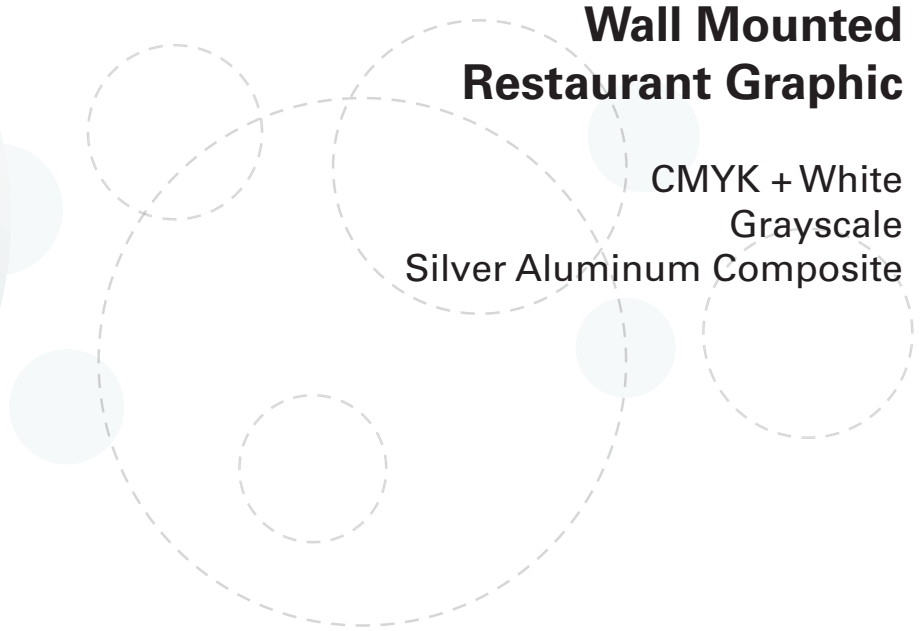 Wall Mounted
Restaurant Graphic
CMYK + White
Grayscale
Silver Aluminum Composite